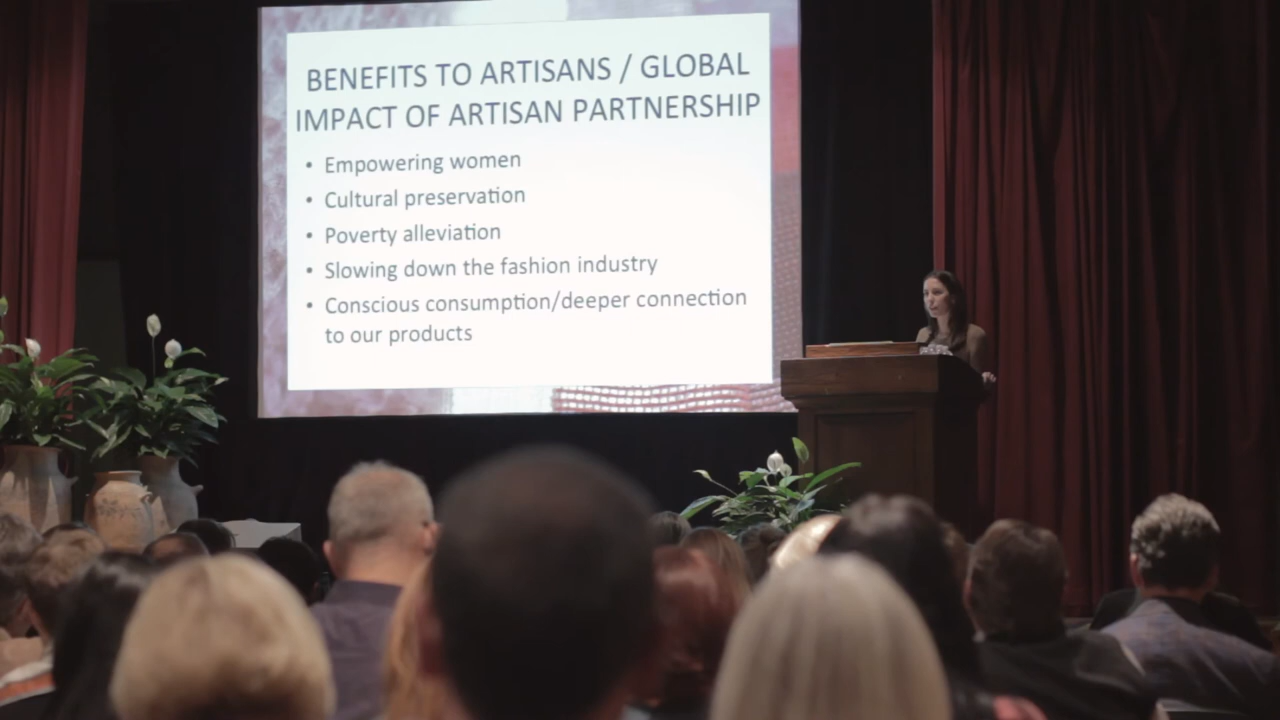 BENEFITS TO ARTISANS / GLOBAL
IMPACT OF ARTISAN PARTNERSHIP
• Empowering women
• Cultural preservation
• Poverty alleviation
• Slowing down the fashion industry
• Conscious consumption/deeper connection
to our products